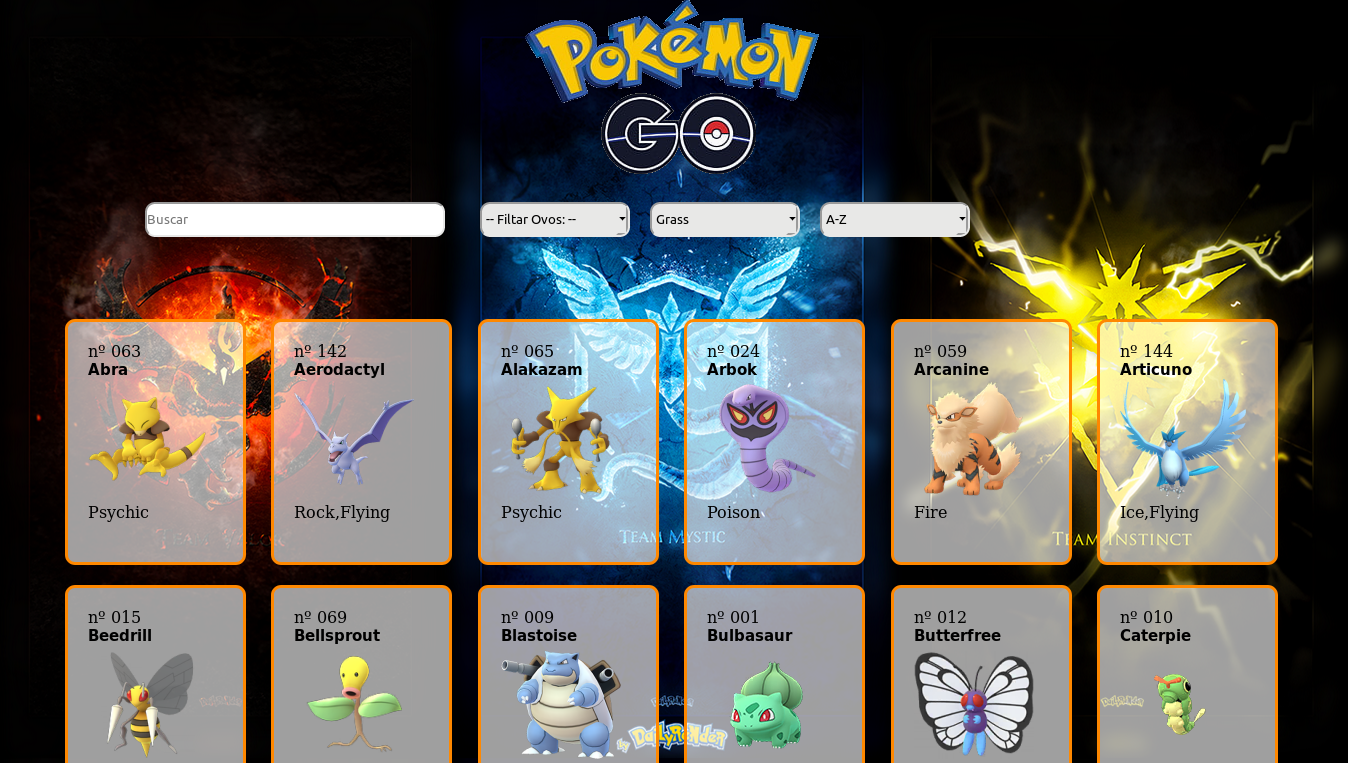 POKÉMON
GO
Buscar
-- Filtar Ovos: --
Grass
A-Z
nº 063
Abra
Psychic
nº 142
Aerodactyl
Rock,Flying
nº 065
Alakazam
Psychic
nº 024
Arbok
Poison
nº 059
Arcanine
Fire
nº 144
Articuno
Ice,Flying
Team Mystic
Team Instinct
nº 015
Beedrill
nº 069
Bellsprout
nº 009
Blastoise
nº 001
Bulbasaur
nº 012
Butterfree
nº 010
Caterpie
by DailyRender